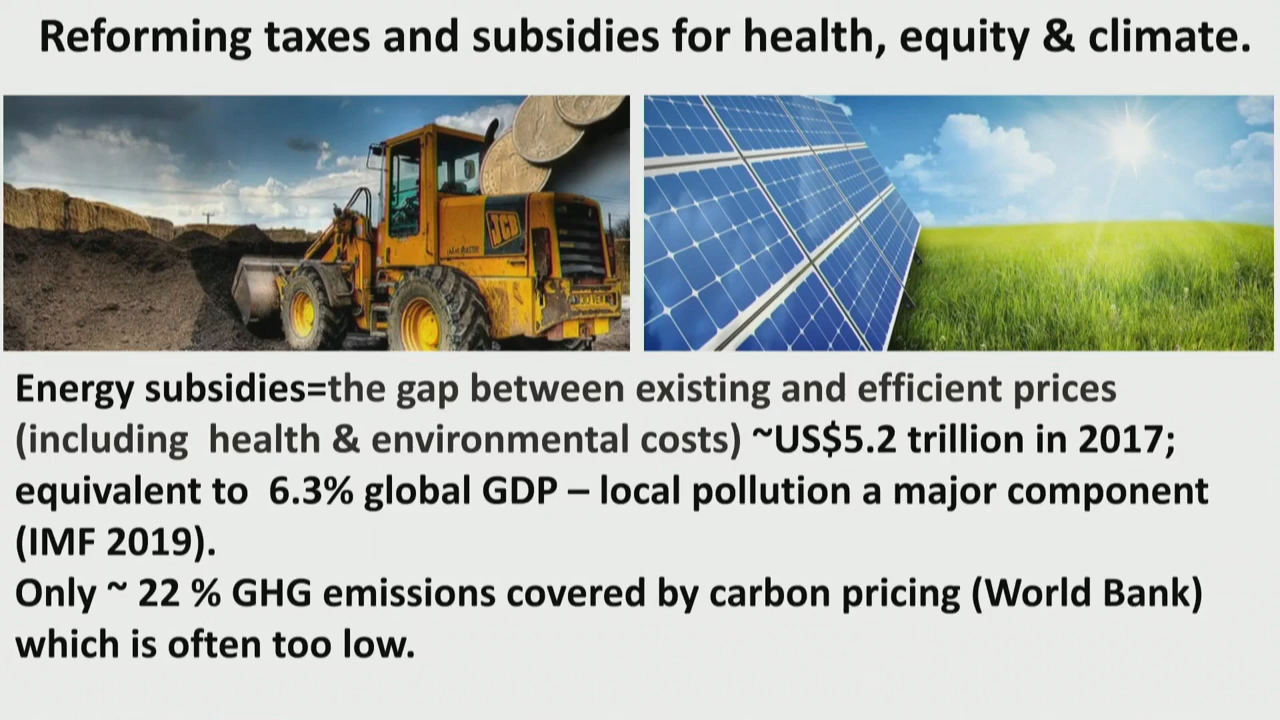 Reforming taxes and subsidies for health, equity & climate.
JCB
Energy subsidies=the gap between existing and efficient prices
(including  health & environmental costs) ~US$5.2 trillion in 2017;
equivalent to  6.3% global GDP – local pollution a major component
(IMF 2019).
Only ~ 22 % GHG emissions covered by carbon pricing (World Bank)
which is often too low.